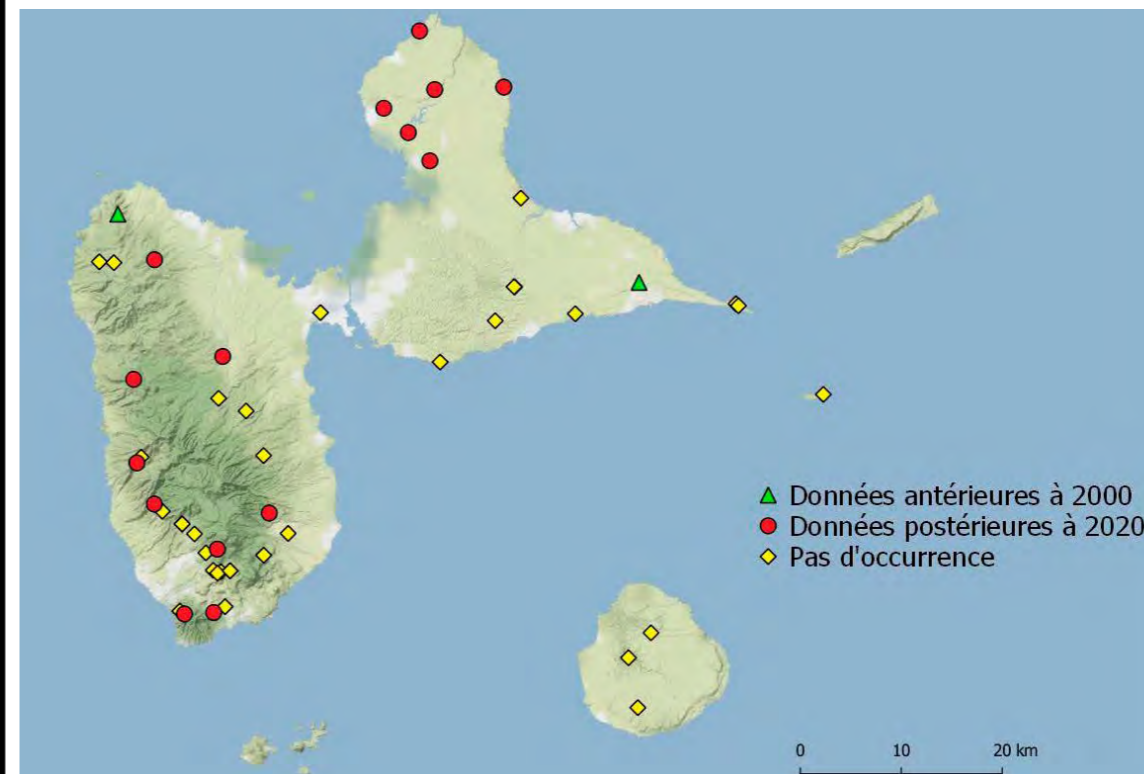 Données antérieures à 2000
Données postérieures à 2020
Pas d'occurrence
0 10 20 km